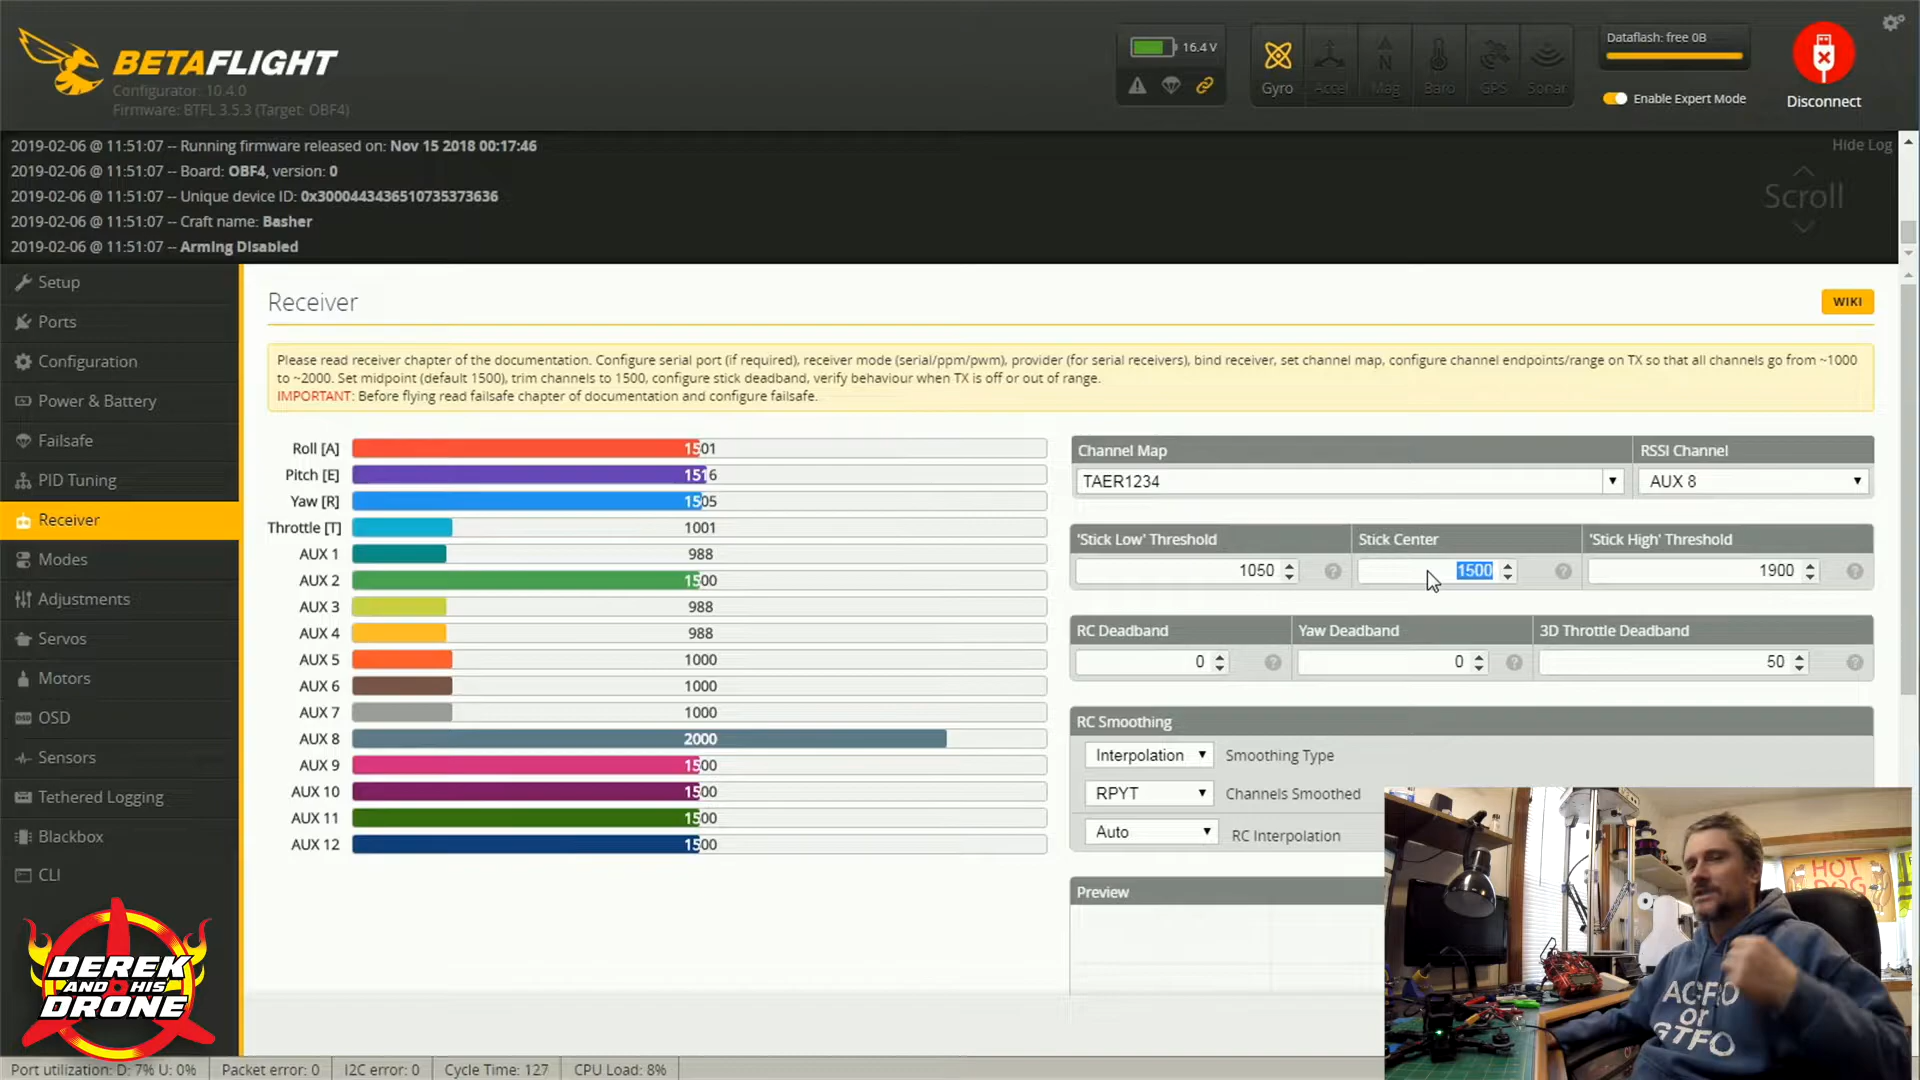 BETAFLIGHT
Configurator: 10.4.0
Firmware: BTFL 3.5.3 (Target: OBF4)
16.4 V
Gyro
Accel
Mag
Baro
GPS
Sonar
Dataflash: free 0B
Enable Expert Mode
Disconnect
2019-02-06 @ 11:51:07 -- Running firmware released on: Nov 15 2018 00:17:46
2019-02-06 @ 11:51:07 -- Board: OBF4, version: 0
2019-02-06 @ 11:51:07 -- Unique device ID: 0x3000443436510735373636
2019-02-06 @ 11:51:07 -- Craft name: Basher
2019-02-06 @ 11:51:07 -- Arming Disabled
Hide Log
Scroll
Setup
Ports
Configuration
Power & Battery
Failsafe
PID Tuning
Receiver
Modes
Adjustments
Servos
Motors
OSD
Sensors
Tethered Logging
Blackbox
CLI
DEREK
AND HIS
DRONE
Receiver
WIKI
Please read receiver chapter of the documentation. Configure serial port (if required), receiver mode (serial/ppm/pwm), provider (for serial receivers), bind receiver, set channel map, configure channel endpoints/range on TX so that all channels go from ~1000
to ~2000. Set midpoint (default 1500), trim channels to 1500, configure stick deadband, verify behaviour when TX is off or out of range.
IMPORTANT: Before flying read failsafe chapter of documentation and configure failsafe.
Roll [A] 1501
Pitch [E] 1516
Yaw [R] 1505
Throttle [T] 1001
AUX 1 988
AUX 2 1500
AUX 3 988
AUX 4 988
AUX 5 1000
AUX 6 1000
AUX 7 1000
AUX 8 2000
AUX 9 1500
AUX 10 1500
AUX 11 1500
AUX 12 1500
Channel Map RSSI Channel
TAER1234 AUX 8
'Stick Low' Threshold Stick Center 'Stick High' Threshold
1050 1500 1900
RC Deadband Yaw Deadband 3D Throttle Deadband
0 0 50
RC Smoothing
Interpolation Smoothing Type
RPYT Channels Smoothed
Auto RC Interpolation
Preview
HOT
DOG
ACRO
or
GTFO
Port utilization: D: 7% U: 0% Packet error: 0 I2C error: 0 Cycle Time: 127 CPU Load: 8%